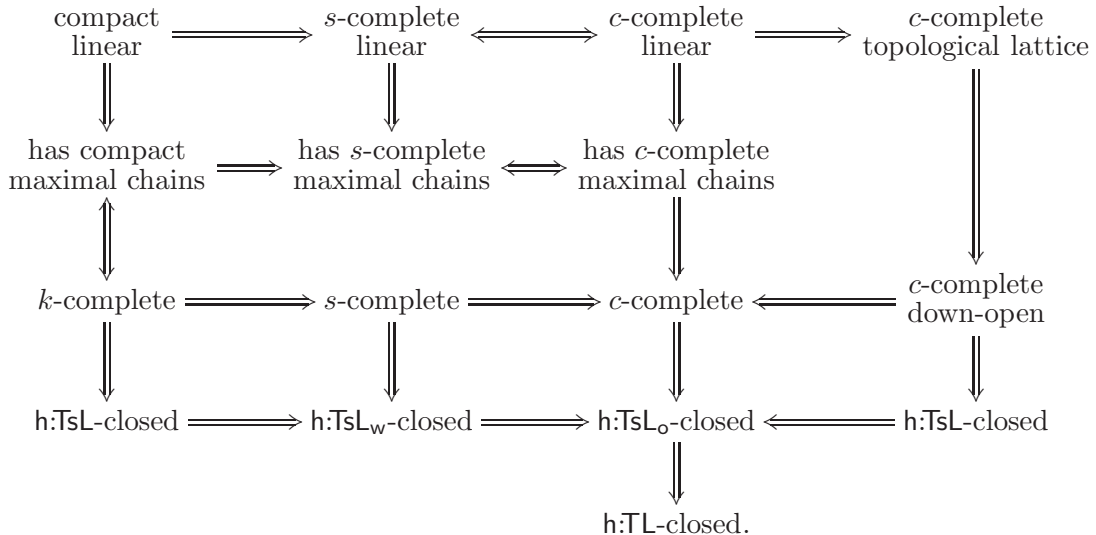 compact
linear
s-complete
linear
c-complete
linear
c-complete
topological lattice
has compact
maximal chains
has s-complete
maximal chains
has c-complete
maximal chains
k-complete
s-complete
c-complete
c-complete
down-open
h:TsL-closed
h:TsL_w-closed
h:TsL_o-closed
h:TsL-closed
h:TL-closed.